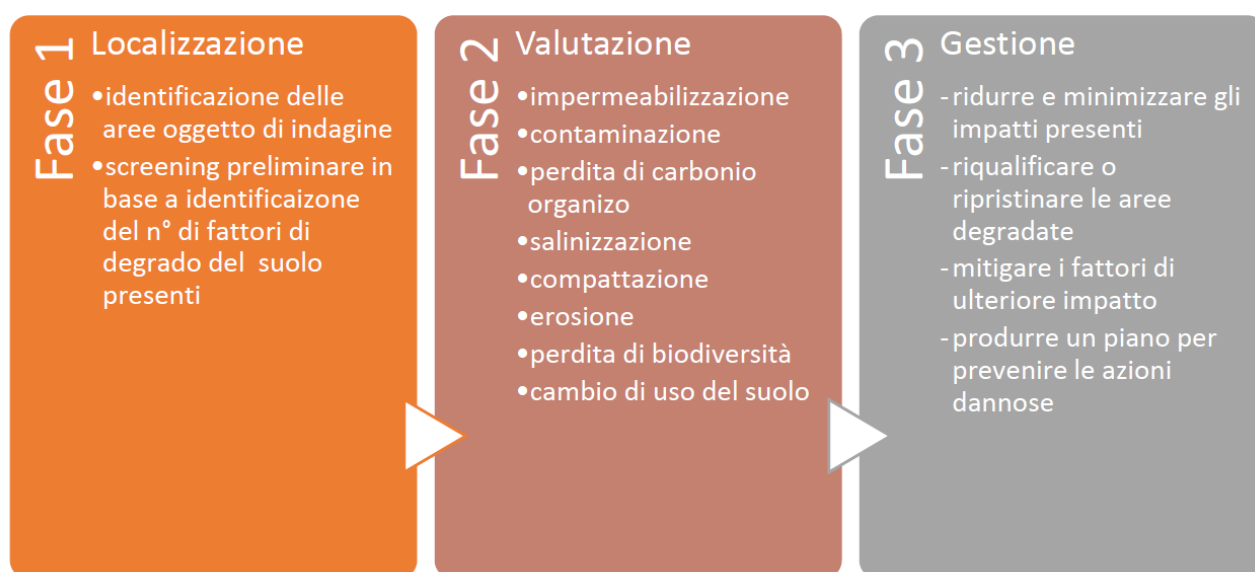 Fase 1
Localizzazione
•identificazione delle
aree oggetto di indagine
•screening preliminare in
base a identificaizone
del n° di fattori di
degrado del suolo
presenti
Fase 2
Valutazione
•impermeabilizzazione
•contaminazione
•perdita di carbonio
organizo
•salinizzazione
•compattazione
•erosione
•perdita di biodiversità
•cambio di uso del suolo
Fase 3
Gestione
-ridurre e minimizzare gli
impatti presenti
-riqualificare o
ripristinare le aree
degradate
-mitigare i fattori di
ulteriore impatto
-produrre un piano per
prevenire le azioni
dannose